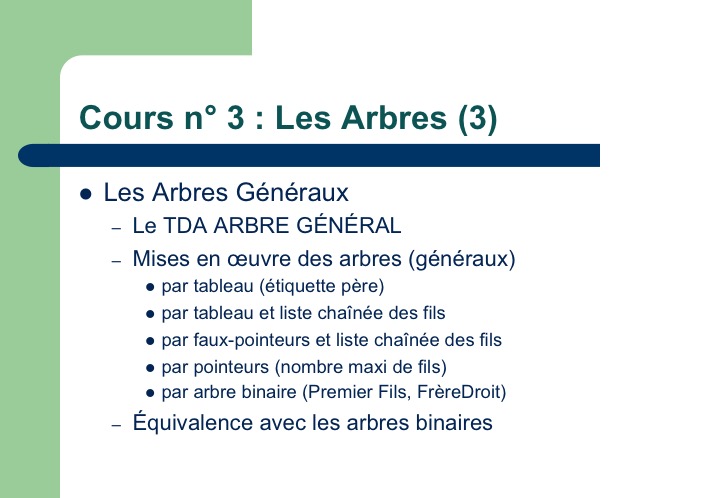 Cours n° 3 : Les Arbres (3)
● Les Arbres Généraux
– Le TDA ARBRE GÉNÉRAL
– Mises en œuvre des arbres (généraux)
● par tableau (étiquette père)
● par tableau et liste chaînée des fils
● par faux-pointeurs et liste chaînée des fils
● par pointeurs (nombre maxi de fils)
● par arbre binaire (Premier Fils, FrèreDroit)
– Équivalence avec les arbres binaires